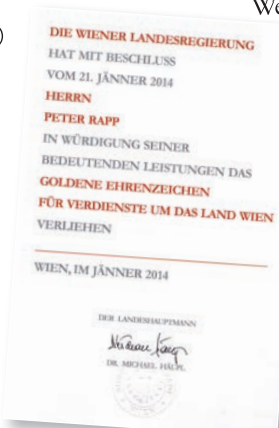 We
)
DIE WIENER LANDESREGIERUNG
HAT MIT BESCHLUSS
VOM 21. JÄNNER 2014
HERRN
PETER RAPP
IN WÜRDIGUNG SEINER
BEDEUTENDEN LEISTUNGEN DAS
GOLDENE EHRENZEICHEN
FÜR VERDIENSTE UM DAS LAND WIEN
VERLIEHEN
WIEN, IM JÄNNER 2014
DER LANDESHAUPTMANN
DR. MICHAEL HÄUPL